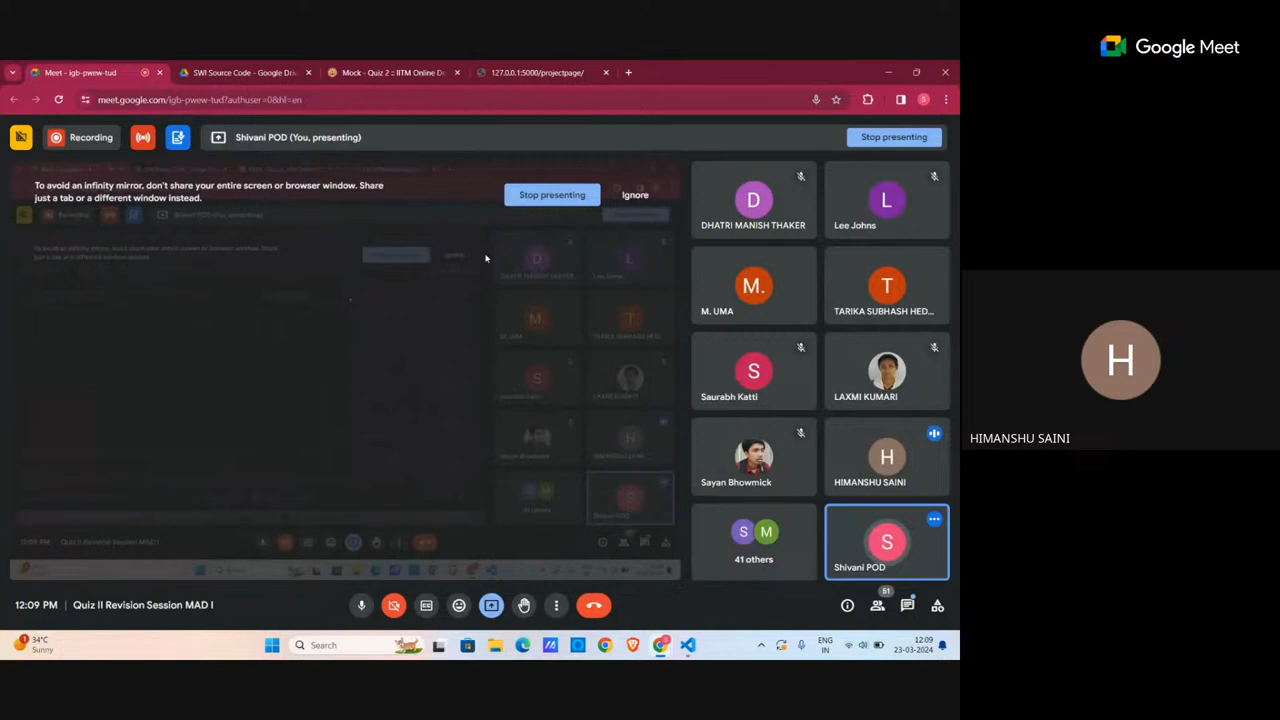 Google Meet
Meet - igb-pwew-tud
SWI Source Code - Google Driv
Mock - Quiz 2 :: IITM Online De
127.0.0.1:5000/projectpage/
meet.google.com/igb-pwew-tud?authuser=0&hl=en
S
Recording
Shivani POD (You, presenting)
Stop presenting
To avoid an infinity mirror, don't share your entire screen or browser window. Share
just a tab or a different window instead.
Stop presenting
Ignore
D
DHATRI MANISH THAKER
L
Lee Johns
M.
M. UMA
T
TARIKA SUBHASH HED...
S
Saurabh Katti
LAXMI KUMARI
Sayan Bhowmick
H
HIMANSHU SAINI
S M
41 others
S
Shivani POD
H
HIMANSHU SAINI
12:09 PM
Quiz II Revision Session MAD I
51
34°C
Sunny
Search
ENG
IN
12:09
23-03-2024